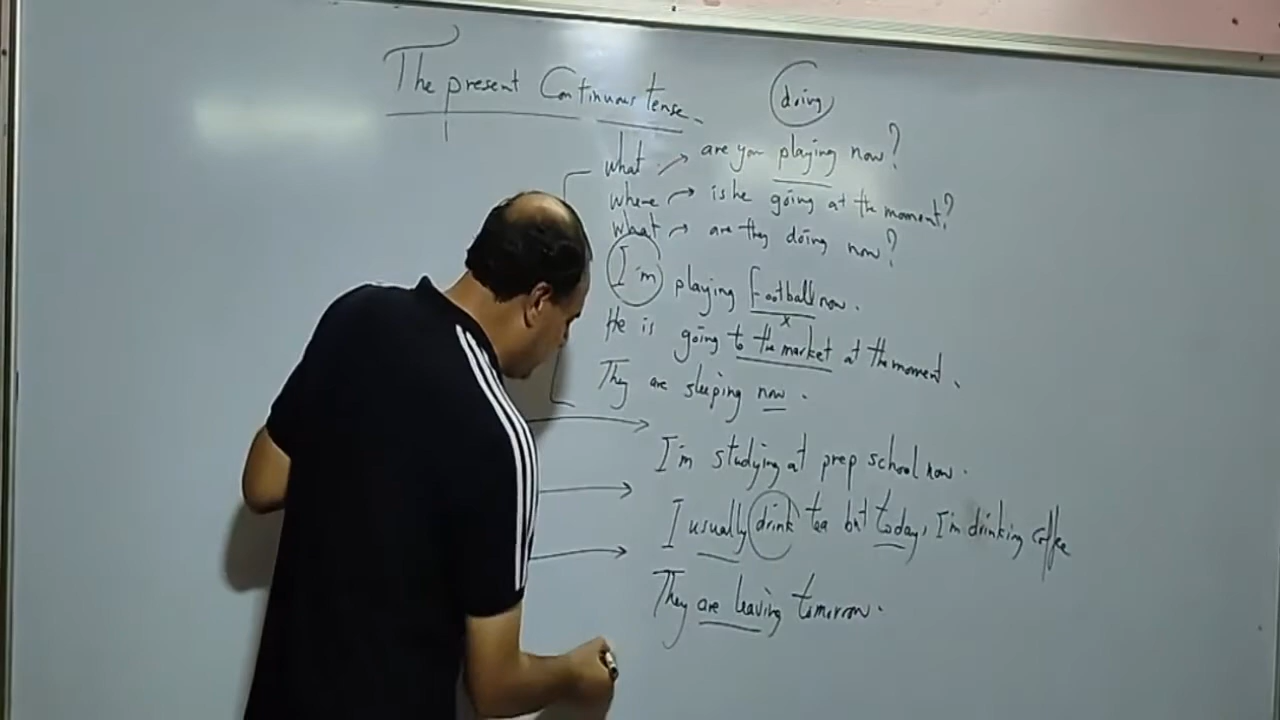 The present Continuous tense.
doing
what → are you playing now?
where → is he going at the moment?
what → are they doing now?
I'm playing football now.
x
He is going to the market at the moment.
They are sleeping now.
I'm studying at prep school now.
I usually drink tea but today, I'm drinking coffee
They are leaving tomorrow.